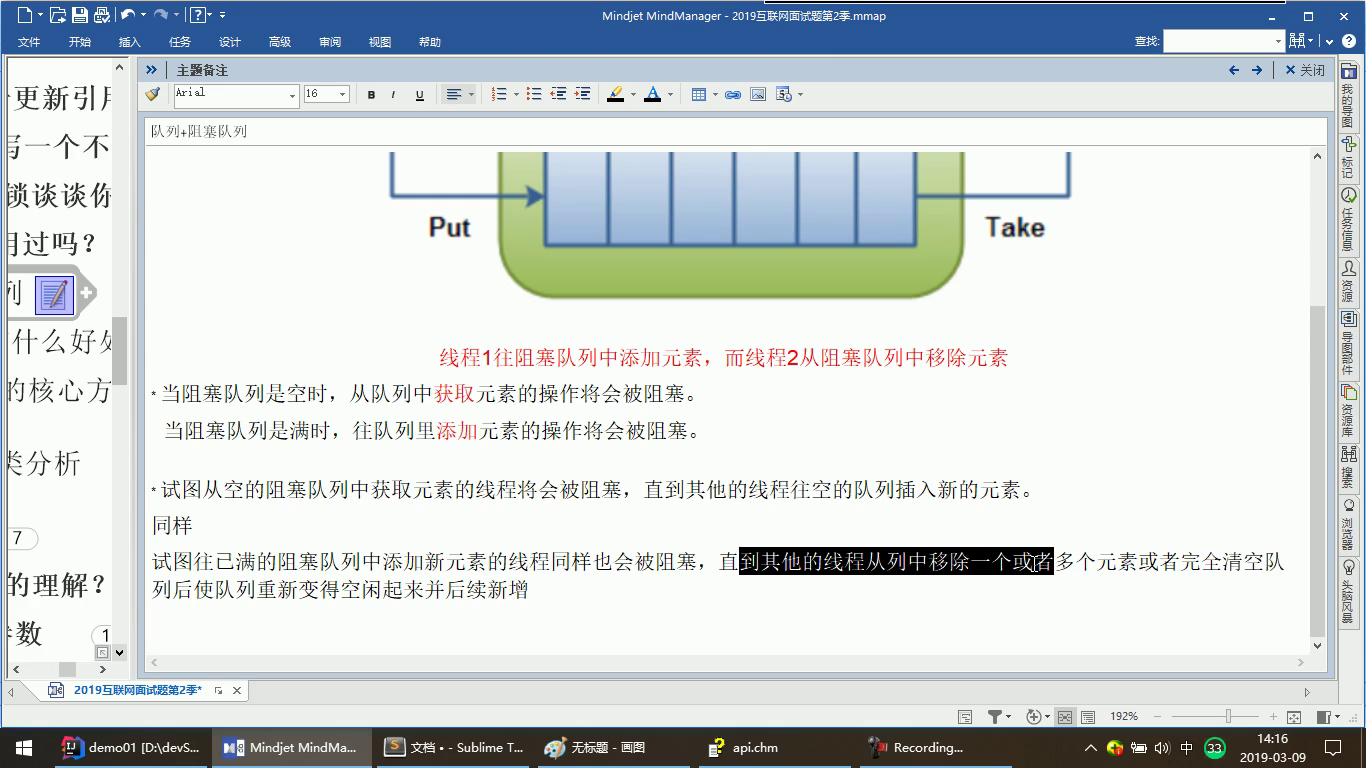 Mindjet MindManager - 2019互联网面试题第2季.mmap
文件 开始 插入 任务 设计 高级 审阅 视图 帮助 查找:
主题备注 关闭
Arial 16 B I U
队列+阻塞队列
更新引用
写一个不
锁谈谈你
用过吗？
列
什么好处
的核心方
类分析
7
的理解？
参数
1
Put Take
线程1往阻塞队列中添加元素，而线程2从阻塞队列中移除元素
* 当阻塞队列是空时，从队列中获取元素的操作将会被阻塞。
当阻塞队列是满时，往队列里添加元素的操作将会被阻塞。
* 试图从空的阻塞队列中获取元素的线程将会被阻塞，直到其他的线程往空的队列插入新的元素。
同样
试图往已满的阻塞队列中添加新元素的线程同样也会被阻塞，直到其他的线程从列中移除一个或者多个元素或者完全清空队
列后使队列重新变得空闲起来并后续新增
我的导图
标记
任务信息
资源
导图部件
资源库
搜索
浏览器
头脑风暴
2019互联网面试题第2季*
192%
demo01 [D:\devS... Mindjet MindMa... 文档 • - Sublime T... 无标题 - 画图 api.chm Recording... 中 33 14:16
2019-03-09